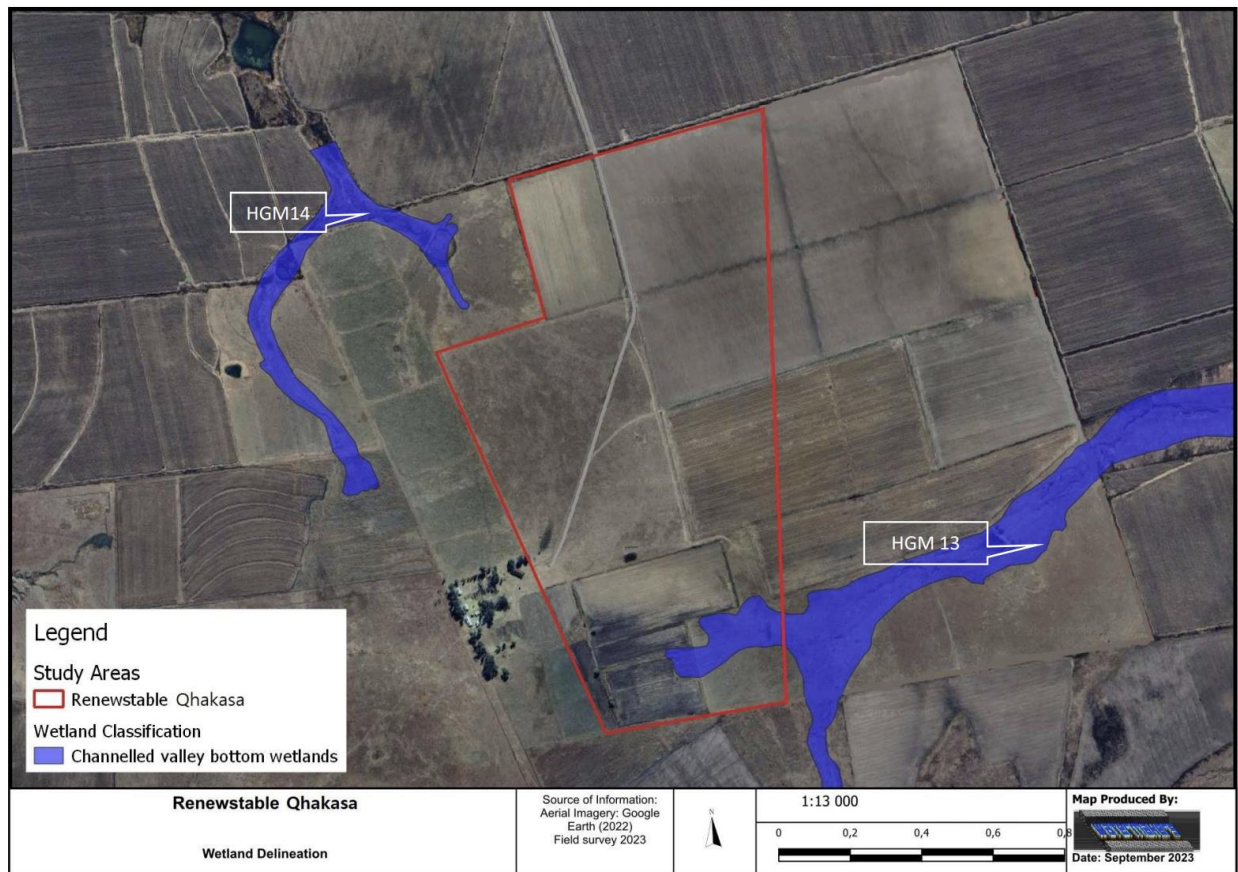 HGM14
HGM 13
Legend
Study Areas
Renewstable Qhakasa
Wetland Classification
Channelled valley bottom wetlands
Renewstable Qhakasa
Wetland Delineation
Source of Information:
Aerial Imagery: Google
Earth (2022)
Field survey 2023
N
1:13 000
0 0,2 0,4 0,6 0,8
Map Produced By:
Date: September 2023